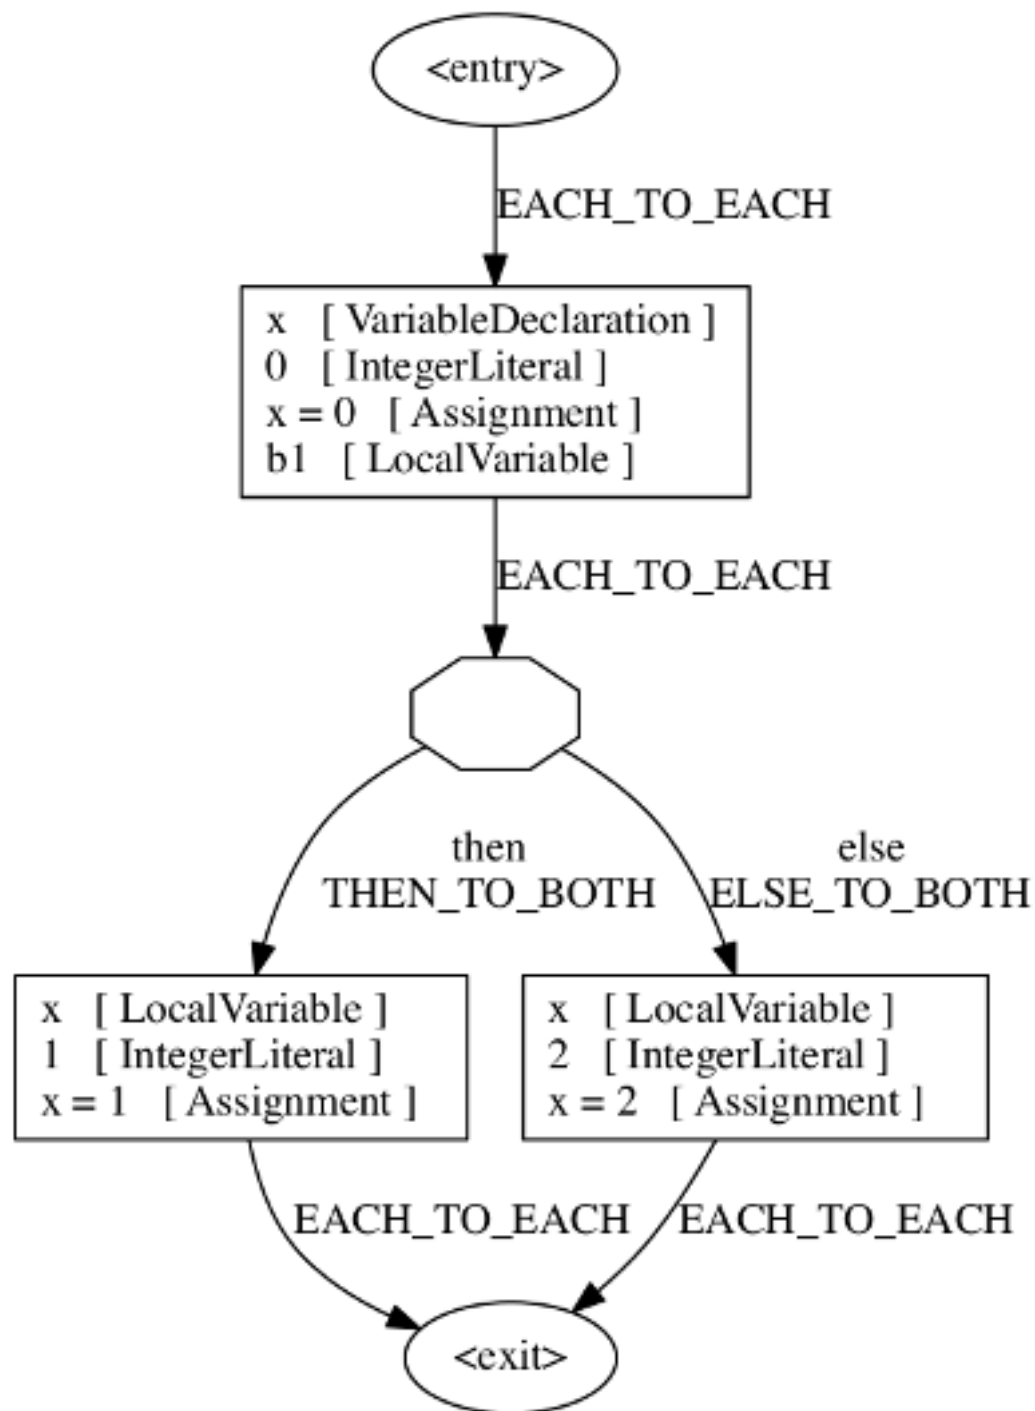 <entry>
EACH_TO_EACH
x [ VariableDeclaration ]
0 [ IntegerLiteral ]
x = 0 [ Assignment ]
b1 [ LocalVariable ]
EACH_TO_EACH
then
THEN_TO_BOTH
else
ELSE_TO_BOTH
x [ LocalVariable ]
1 [ IntegerLiteral ]
x = 1 [ Assignment ]
x [ LocalVariable ]
2 [ IntegerLiteral ]
x = 2 [ Assignment ]
EACH_TO_EACH
EACH_TO_EACH
<exit>